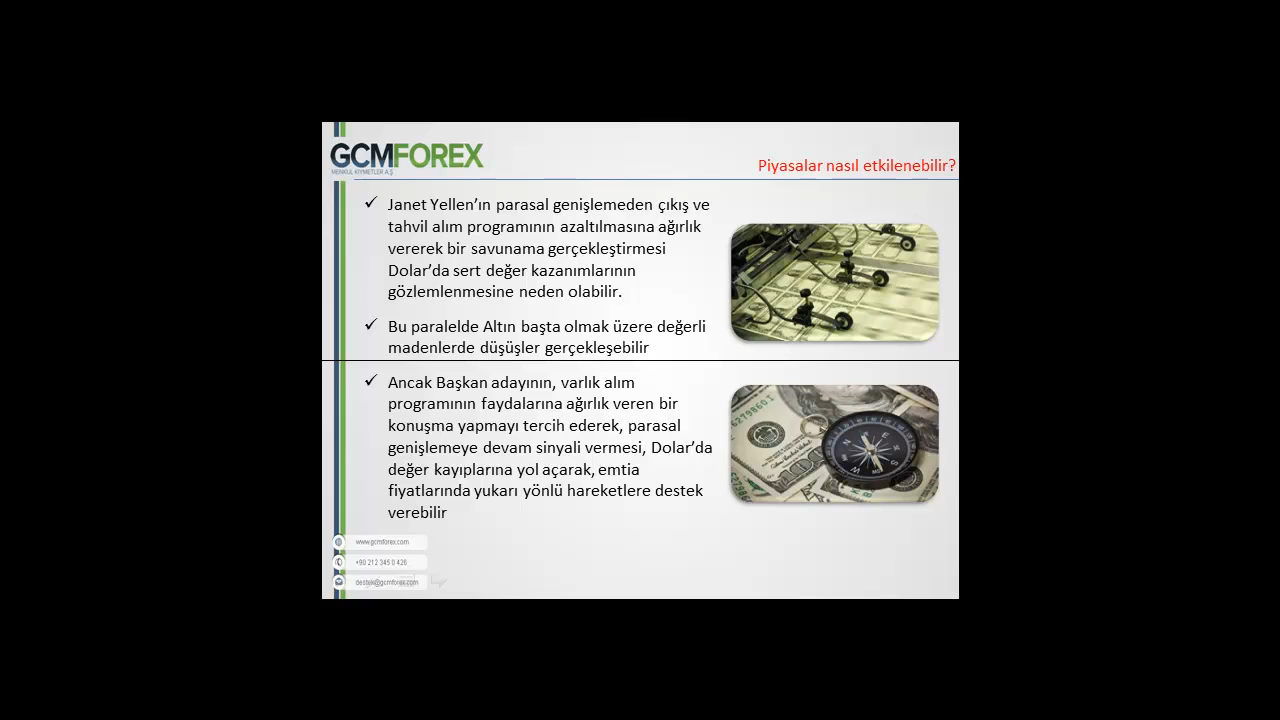 GCMFOREX
MENKUL KIYMETLER A.Ş
Piyasalar nasıl etkilenebilir?
✓ Janet Yellen’ın parasal genişlemeden çıkış ve
tahvil alım programının azaltılmasına ağırlık
vererek bir savunama gerçekleştirmesi
Dolar’da sert değer kazanımlarının
gözlemlenmesine neden olabilir.
✓ Bu paralelde Altın başta olmak üzere değerli
madenlerde düşüşler gerçekleşebilir
✓ Ancak Başkan adayının, varlık alım
programının faydalarına ağırlık veren bir
konuşma yapmayı tercih ederek, parasal
genişlemeye devam sinyali vermesi, Dolar’da
değer kayıplarına yol açarak, emtia
fiyatlarında yukarı yönlü hareketlere destek
verebilir
www.gcmforex.com
+90 212 345 0 426
destek@gcmforex.com